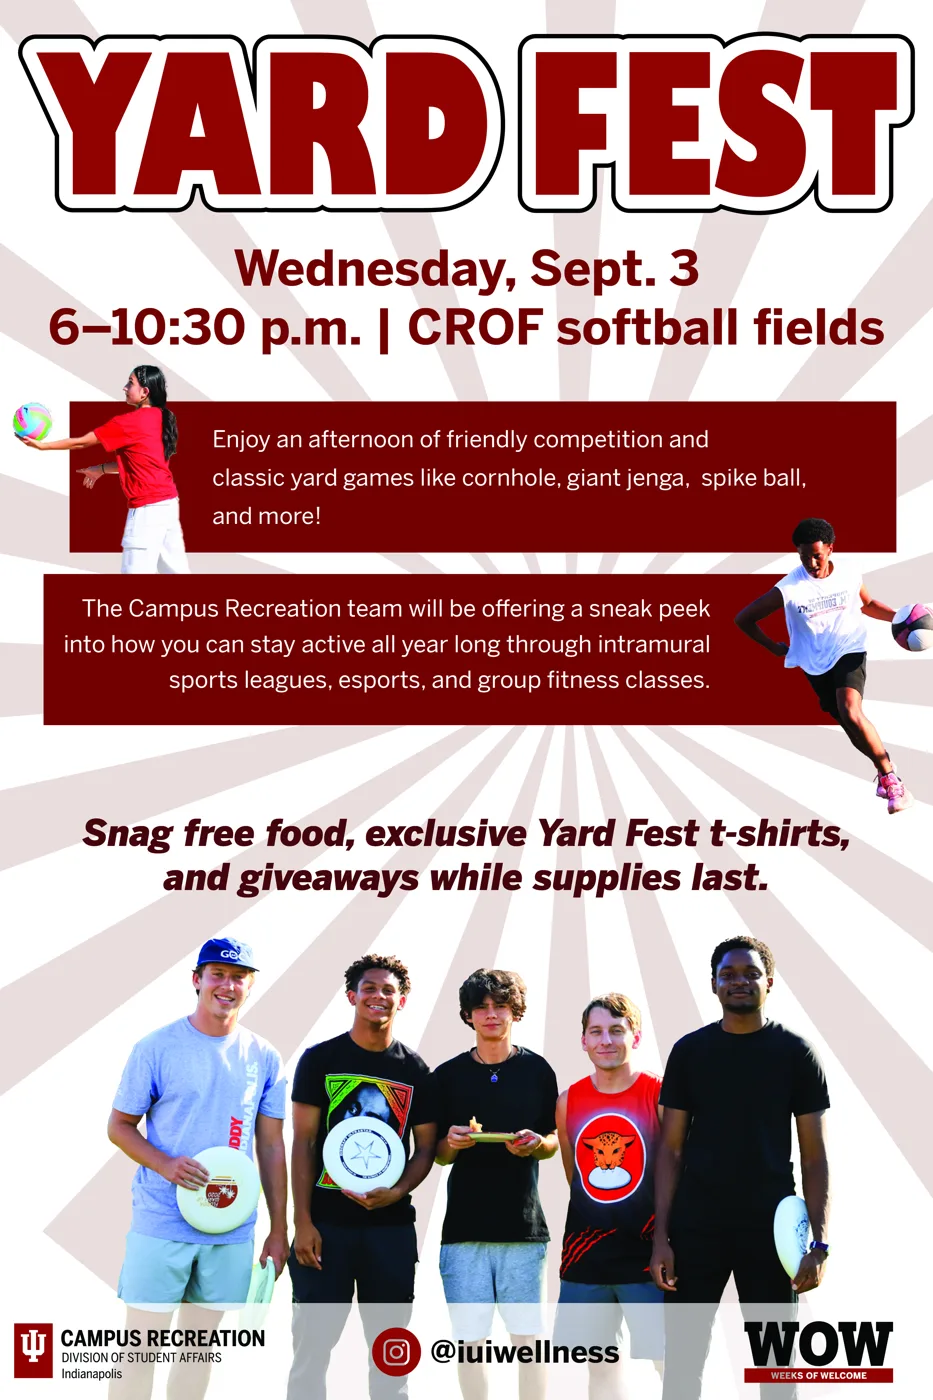 YARD FEST
Wednesday, Sept. 3
6–10:30 p.m. | CROF softball fields
Enjoy an afternoon of friendly competition and
classic yard games like cornhole, giant jenga, spike ball,
and more!
The Campus Recreation team will be offering a sneak peek
into how you can stay active all year long through intramural
sports leagues, esports, and group fitness classes.
Snag free food, exclusive Yard Fest t-shirts,
and giveaways while supplies last.
CAMPUS RECREATION
DIVISION OF STUDENT AFFAIRS
Indianapolis
@iuiwellness
WOW
WEEKS OF WELCOME